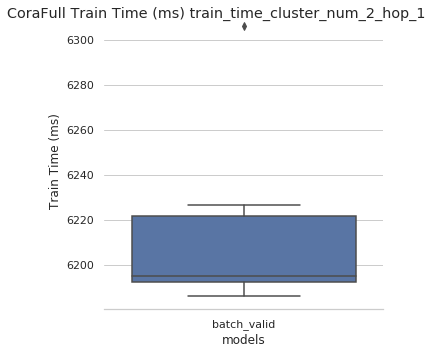 CoraFull Train Time (ms) train_time_cluster_num_2_hop_1
6300
6280
6260
6240
6220
6200
Train Time (ms)
batch_valid
models